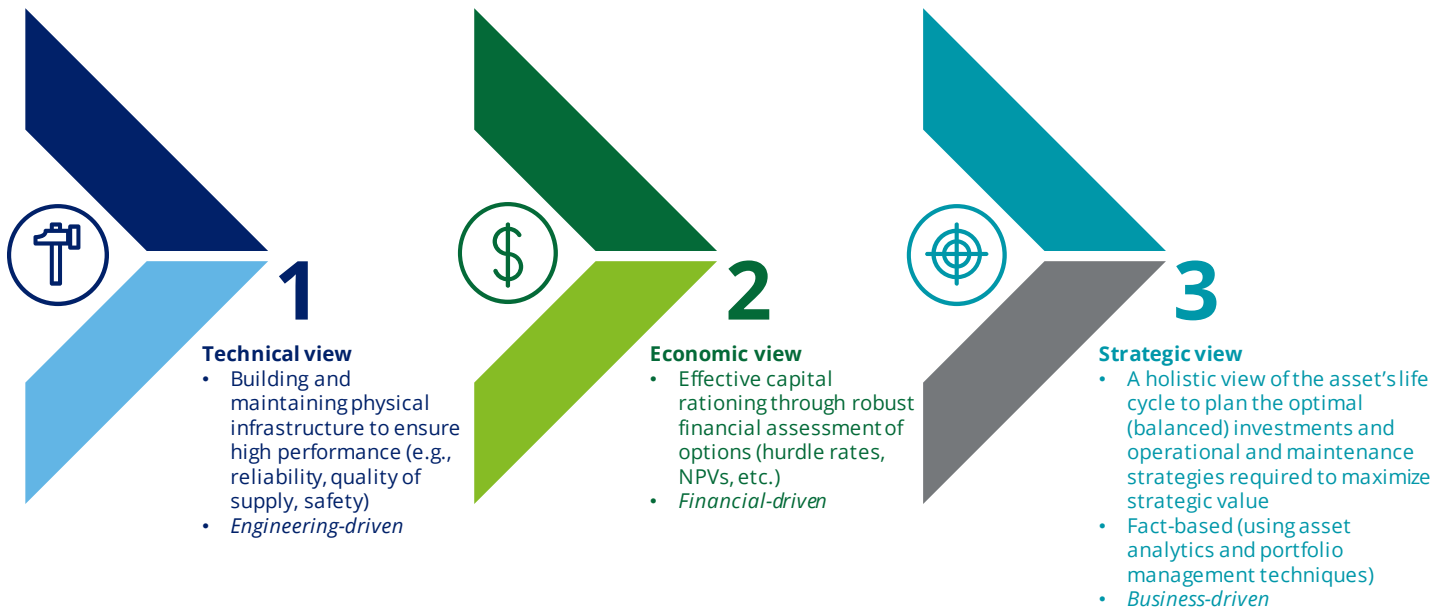 1
Technical view
• Building and
maintaining physical
infrastructure to ensure
high performance (e.g.,
reliability, quality of
supply, safety)
• Engineering-driven
$
2
Economic view
• Effective capital
rationing through robust
financial assessment of
options (hurdle rates,
NPVs, etc.)
• Financial-driven
3
Strategic view
• A holistic view of the asset's life
cycle to plan the optimal
(balanced) investments and
operational and maintenance
strategies required to maximize
strategic value
• Fact-based (using asset
analytics and portfolio
management techniques)
• Business-driven